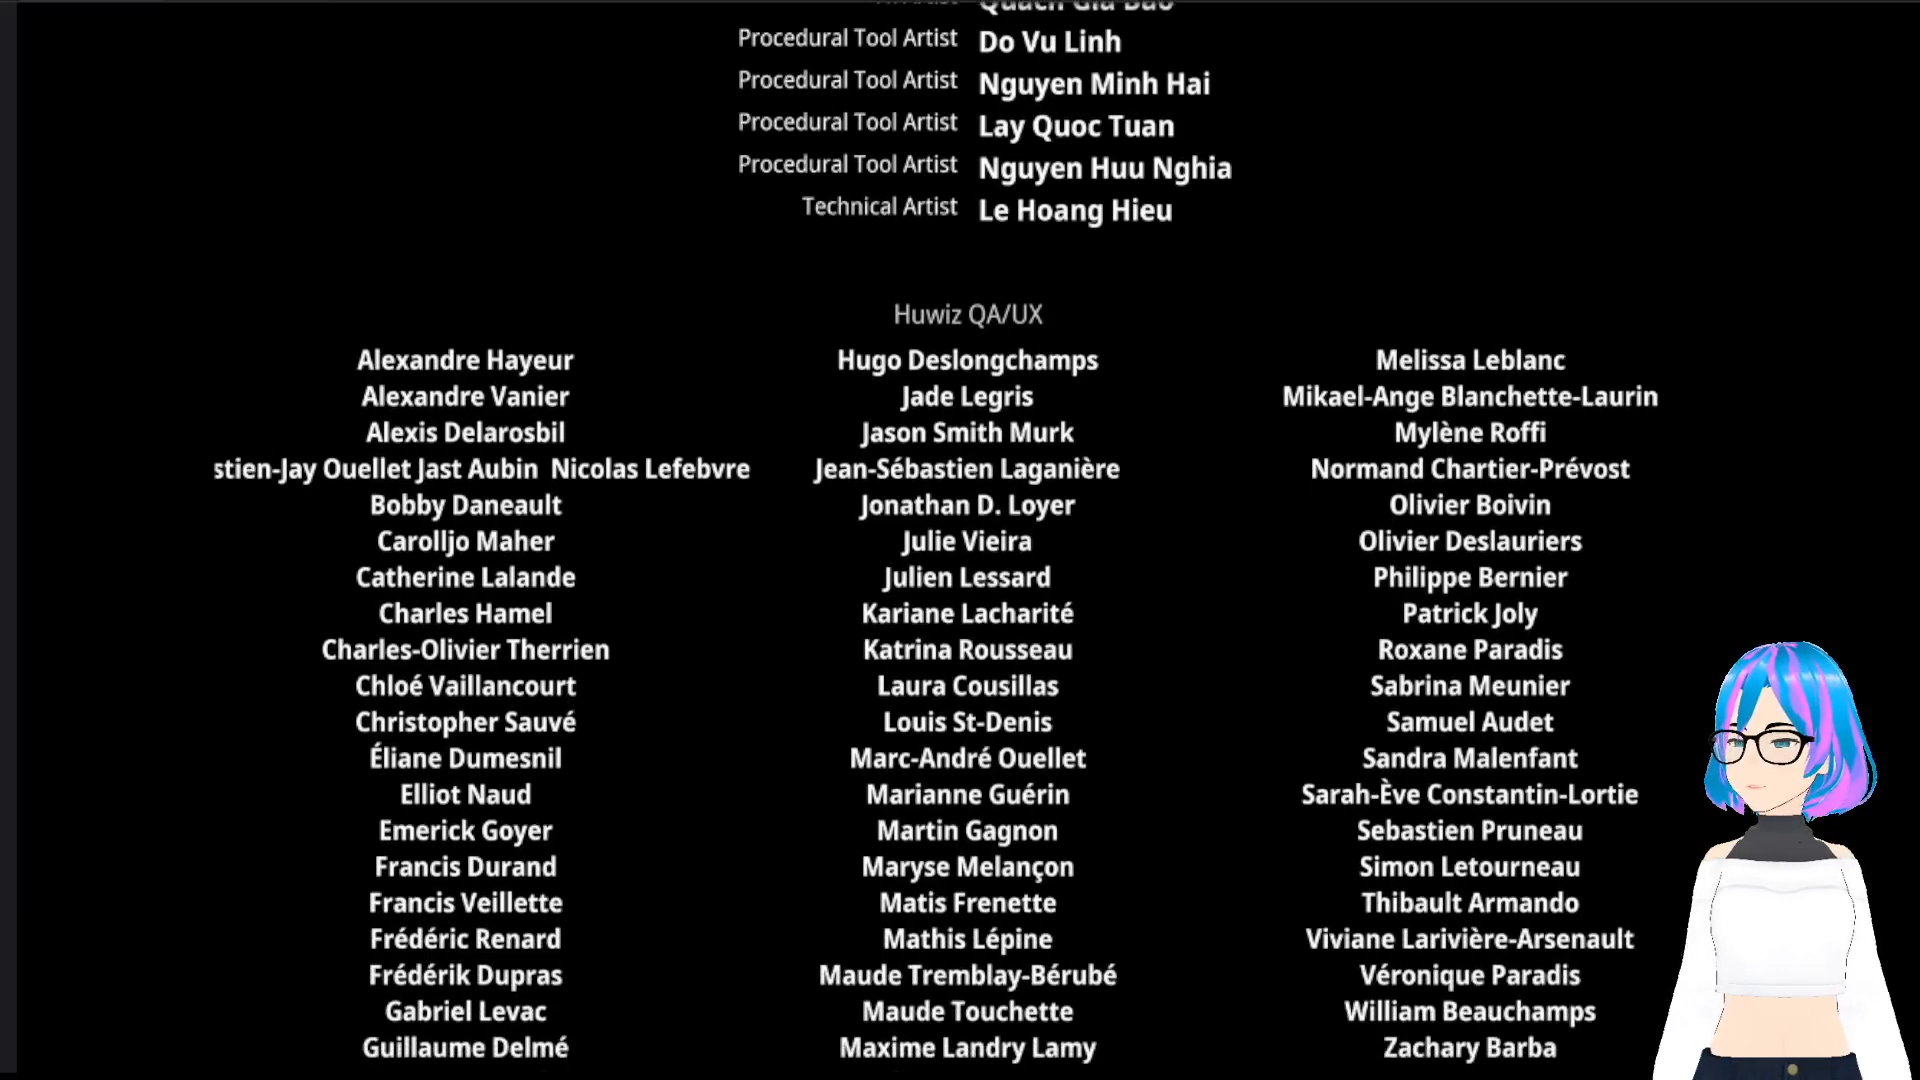 Quach Gia Bao
Procedural Tool Artist Do Vu Linh
Procedural Tool Artist Nguyen Minh Hai
Procedural Tool Artist Lay Quoc Tuan
Procedural Tool Artist Nguyen Huu Nghia
Technical Artist Le Hoang Hieu
Huwiz QA/UX
Alexandre Hayeur
Alexandre Vanier
Alexis Delarosbil
stien-Jay Ouellet Jast Aubin Nicolas Lefebvre
Bobby Daneault
Carolljo Maher
Catherine Lalande
Charles Hamel
Charles-Olivier Therrien
Chloé Vaillancourt
Christopher Sauvé
Éliane Dumesnil
Elliot Naud
Emerick Goyer
Francis Durand
Francis Veillette
Frédéric Renard
Frédérik Dupras
Gabriel Levac
Guillaume Delmé
Hugo Deslongchamps
Jade Legris
Jason Smith Murk
Jean-Sébastien Laganière
Jonathan D. Loyer
Julie Vieira
Julien Lessard
Kariane Lacharité
Katrina Rousseau
Laura Cousillas
Louis St-Denis
Marc-André Ouellet
Marianne Guérin
Martin Gagnon
Maryse Melançon
Matis Frenette
Mathis Lépine
Maude Tremblay-Bérubé
Maude Touchette
Maxime Landry Lamy
Melissa Leblanc
Mikael-Ange Blanchette-Laurin
Mylène Roffi
Normand Chartier-Prévost
Olivier Boivin
Olivier Deslauriers
Philippe Bernier
Patrick Joly
Roxane Paradis
Sabrina Meunier
Samuel Audet
Sandra Malenfant
Sarah-Ève Constantin-Lortie
Sebastien Pruneau
Simon Letourneau
Thibault Armando
Viviane Larivière-Arsenault
Véronique Paradis
William Beauchamps
Zachary Barba